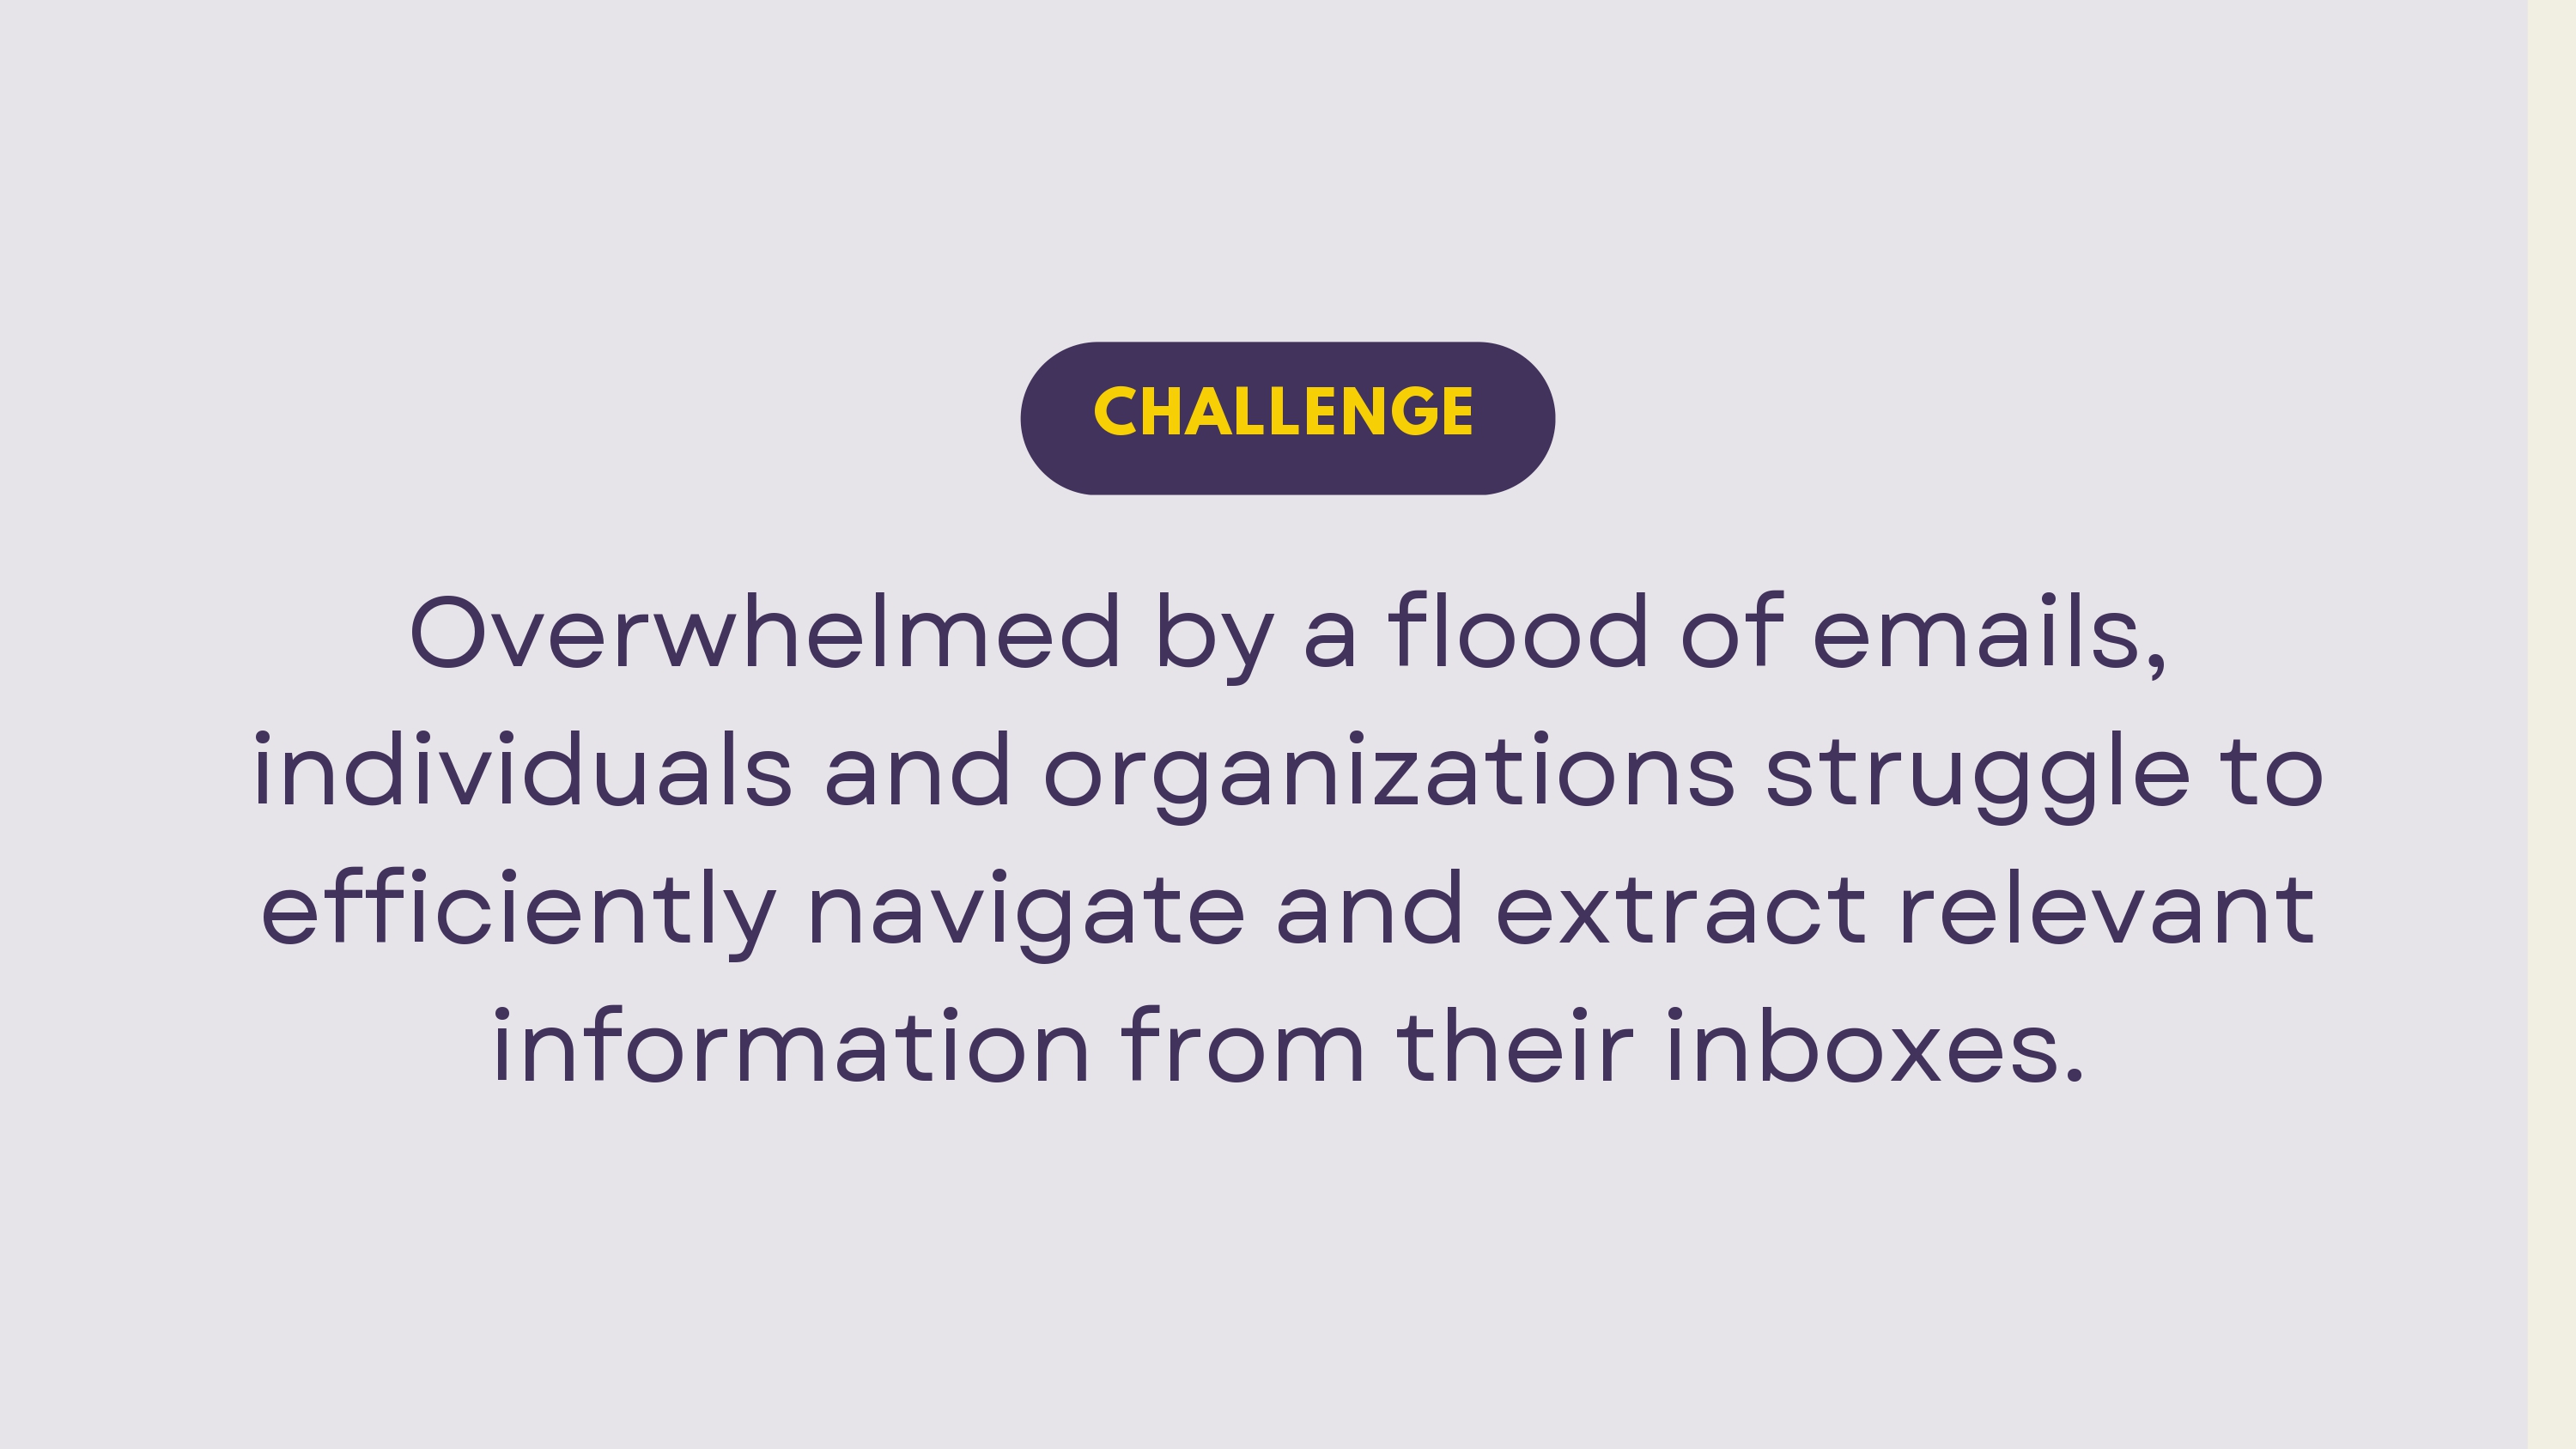 CHALLENGE
Overwhelmed by a flood of emails,
individuals and organizations struggle to
efficiently navigate and extract relevant
information from their inboxes.